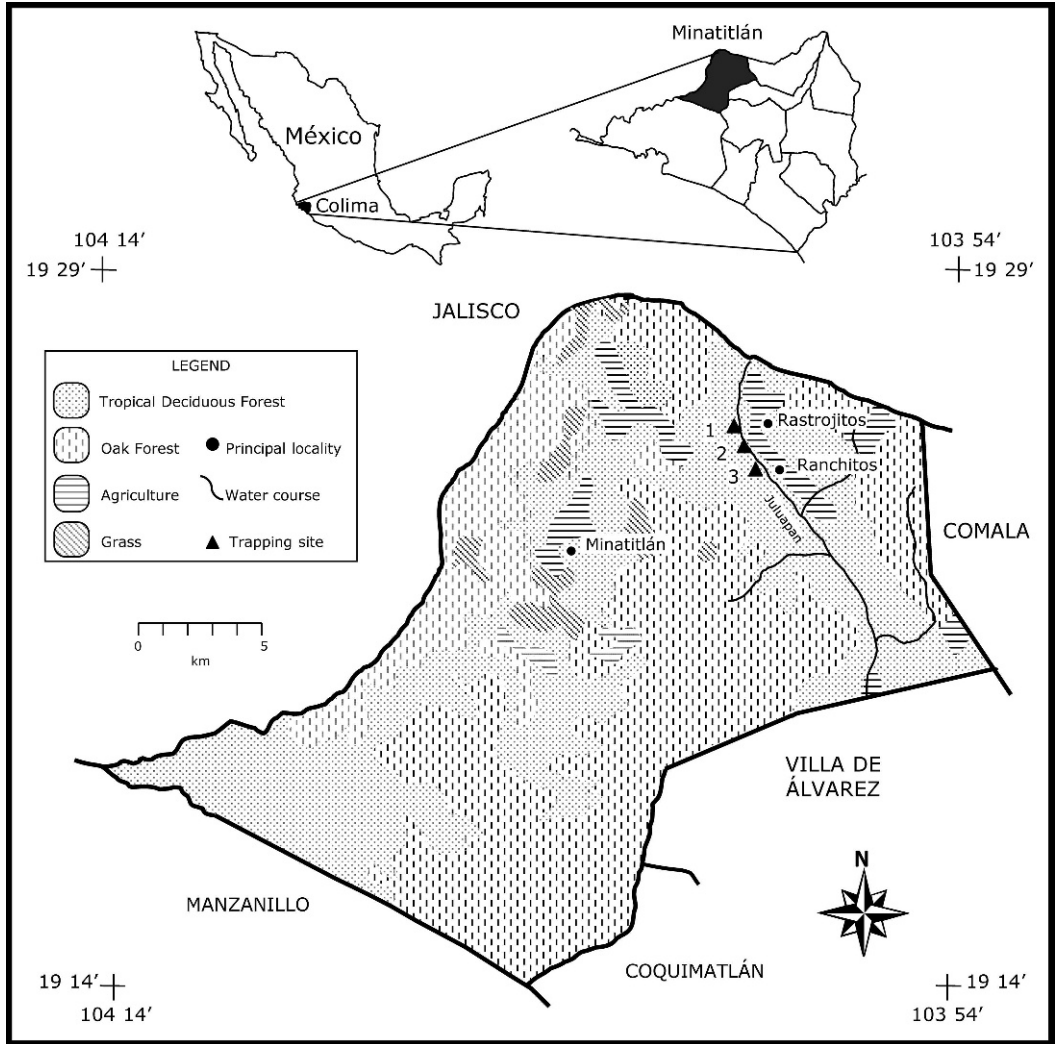 Minatitlán
México
Colima
104 14′
19 29′
103 54′
19 29′
JALISCO
LEGEND
Tropical Deciduous Forest
Oak Forest
Principal locality
Agriculture
Water course
Grass
Trapping site
1
Rastrojitos
2
Ranchitos
3
Juluapan
COMALA
Minatitlán
0 5
km
VILLA DE
ÁLVAREZ
N
MANZANILLO
COQUIMATLÁN
19 14′
104 14′
19 14′
103 54′